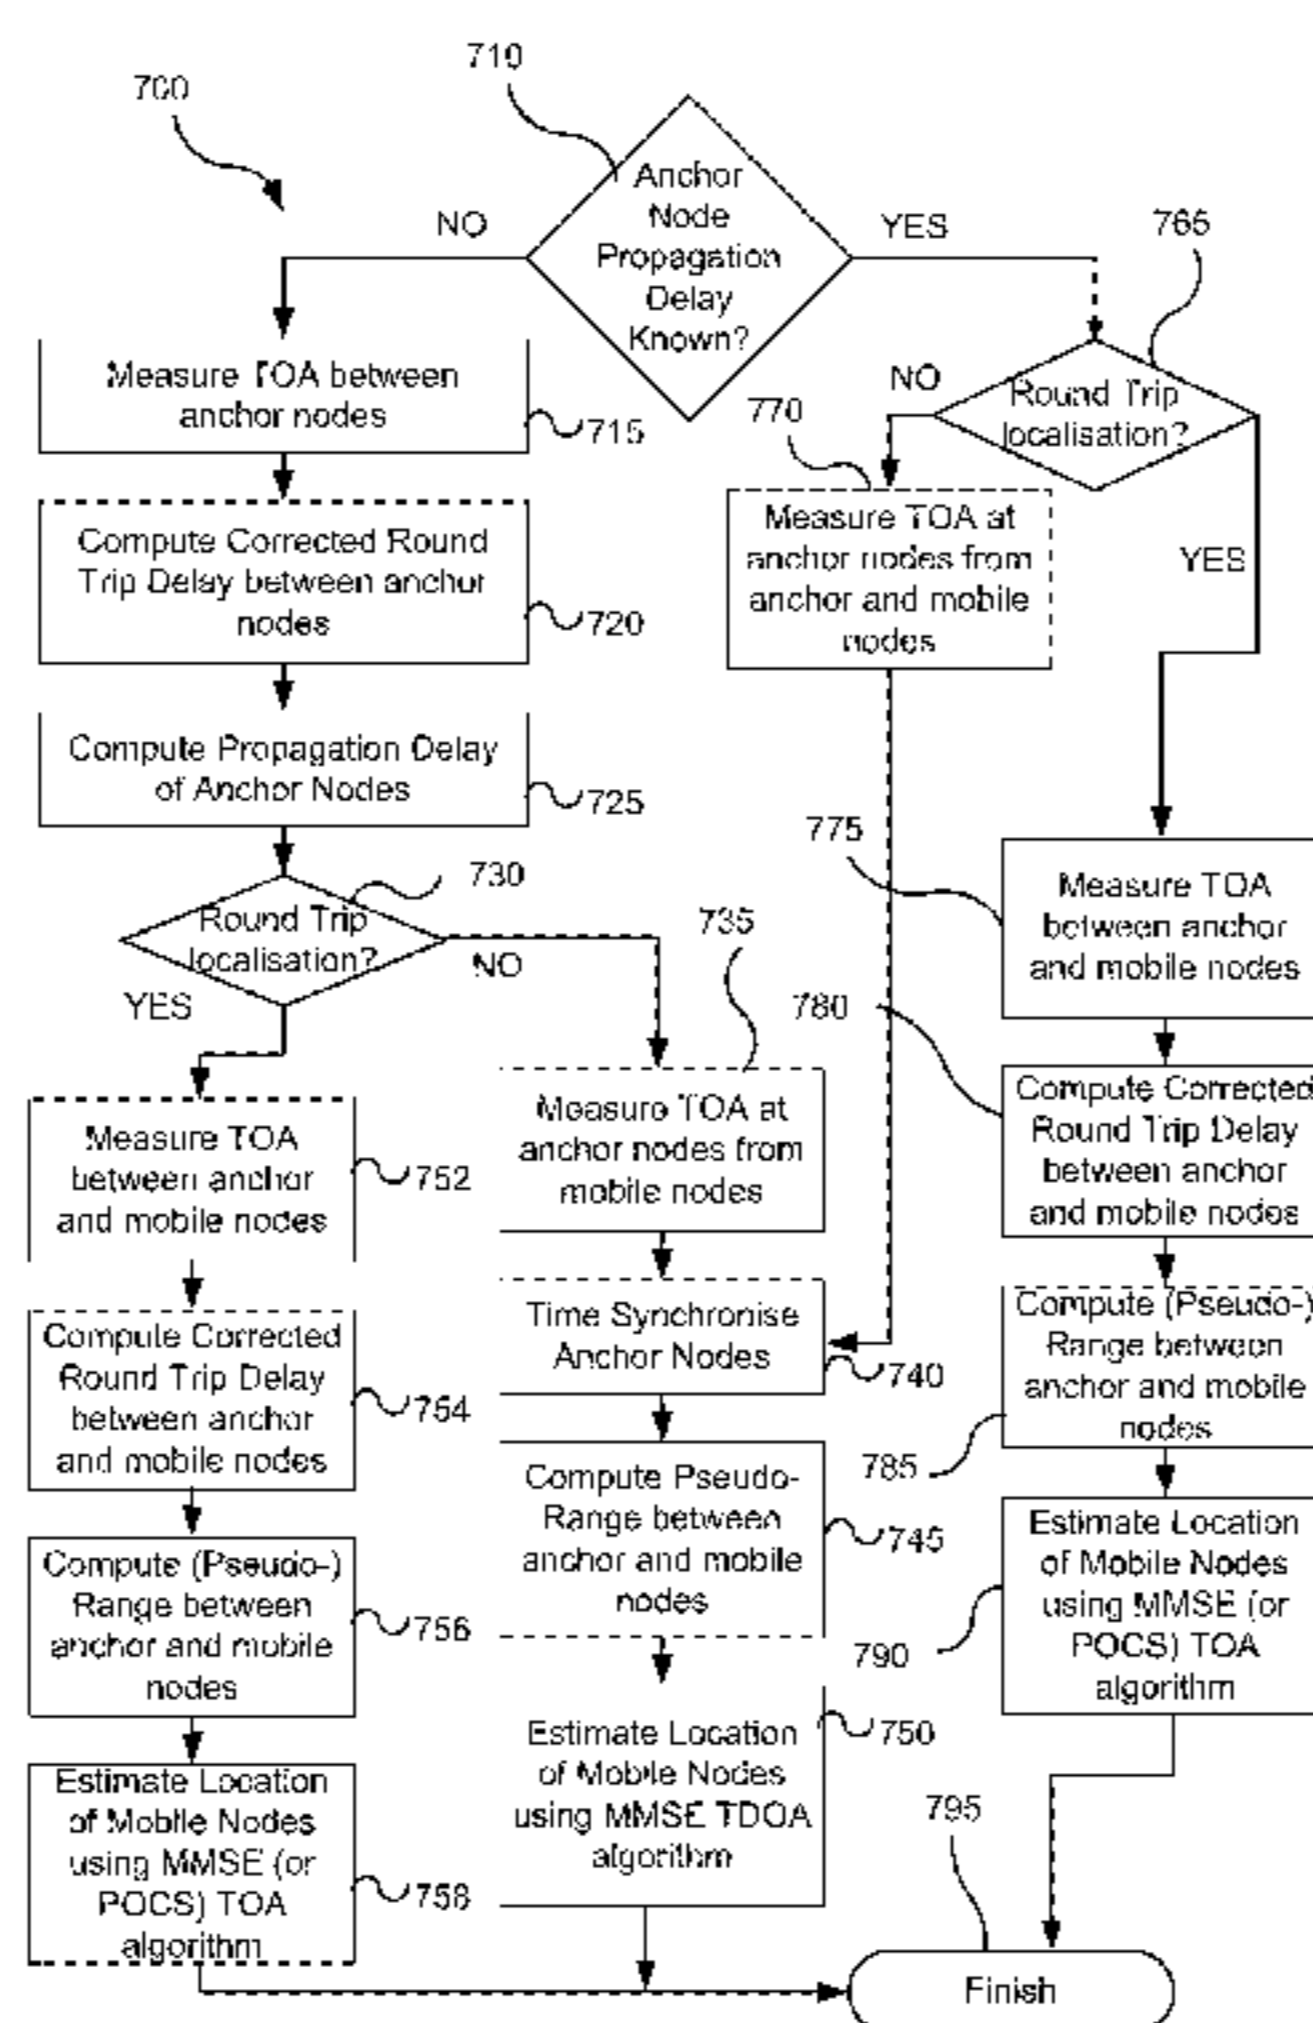 700
710
Anchor
Node
Propagation
Delay
Known?
NO
YES
765
Measure TOA between
anchor nodes
715
NO
Round Trip
localisation?
YES
770
Measure TOA at
anchor nodes from
anchor and mobile
nodes
Compute Corrected Round
Trip Delay between anchor
nodes
720
Compute Propagation Delay
of Anchor Nodes
725
730
Round Trip
localisation?
YES
NO
735
775
Measure TOA
between anchor
and mobile nodes
780
Measure TOA
between anchor
and mobile nodes
752
Measure TOA at
anchor nodes from
mobile nodes
Compute Corrected
Round Trip Delay
between anchor
and mobile nodes
Time Synchronise
Anchor Nodes
740
Compute (Pseudo-)
Range between
anchor and mobile
nodes
785
Compute Corrected
Round Trip Delay
between anchor
and mobile nodes
754
Compute Pseudo-
Range between
anchor and mobile
nodes
745
Estimate Location
of Mobile Nodes
using MMSE (or
POCS) TOA
algorithm
790
Compute (Pseudo-)
Range between
anchor and mobile
nodes
756
Estimate Location
of Mobile Nodes
using MMSE TDOA
algorithm
750
Estimate Location
of Mobile Nodes
using MMSE (or
POCS) TOA
algorithm
758
795
Finish